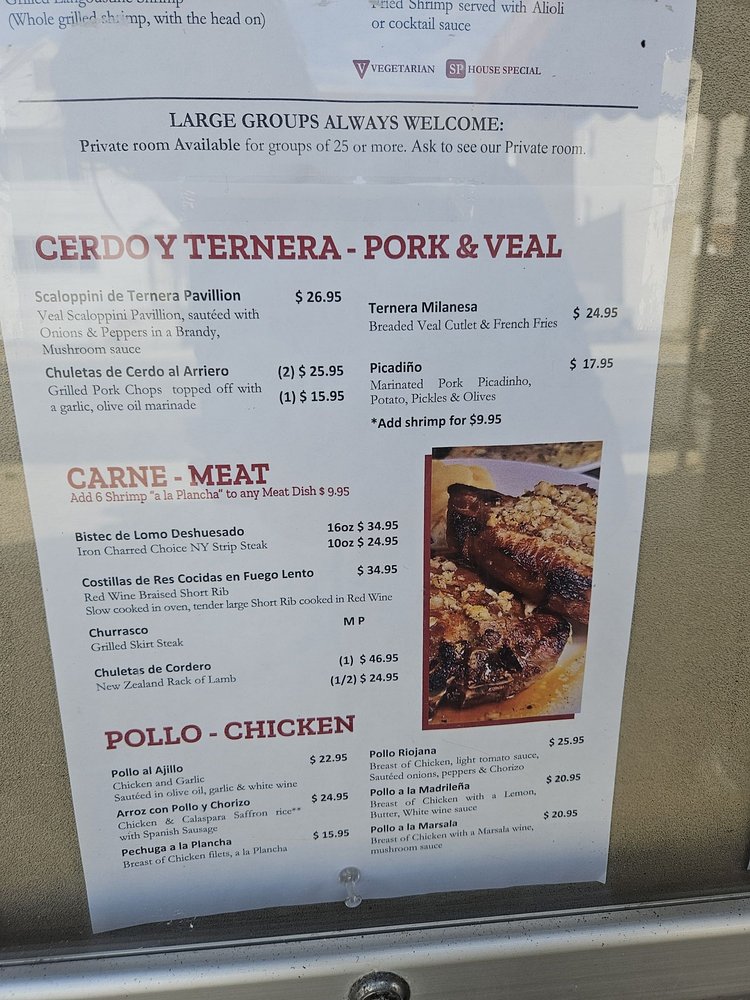 Grilled Langoustine Shrimp
(Whole grilled shrimp, with the head on)
Fried Shrimp served with Alioli
or cocktail sauce
V VEGETARIAN SP HOUSE SPECIAL
LARGE GROUPS ALWAYS WELCOME:
Private room Available for groups of 25 or more. Ask to see our Private room.
CERDO Y TERNERA - PORK & VEAL
Scaloppini de Ternera Pavillion $ 26.95
Veal Scaloppini Pavillion, sautéed with
Onions & Peppers in a Brandy,
Mushroom sauce
Chuletas de Cerdo al Arriero (2) $ 25.95
Grilled Pork Chops topped off with
a garlic, olive oil marinade (1) $ 15.95
Ternera Milanesa $ 24.95
Breaded Veal Cutlet & French Fries
Picadiño $ 17.95
Marinated Pork Picadinho,
Potato, Pickles & Olives
*Add shrimp for $9.95
CARNE - MEAT
Add 6 Shrimp "a la Plancha" to any Meat Dish $ 9.95
Bistec de Lomo Deshuesado 16oz $ 34.95
Iron Charred Choice NY Strip Steak 10oz $ 24.95
Costillas de Res Cocidas en Fuego Lento $ 34.95
Red Wine Braised Short Rib
Slow cooked in oven, tender large Short Rib cooked in Red Wine
Churrasco M P
Grilled Skirt Steak
Chuletas de Cordero (1) $ 46.95
New Zealand Rack of Lamb (1/2) $ 24.95
POLLO - CHICKEN
Pollo al Ajillo $ 22.95
Chicken and Garlic
Sautéed in olive oil, garlic & white wine
Arroz con Pollo y Chorizo $ 24.95
Chicken & Calaspara Saffron rice**
with Spanish Sausage
Pechuga a la Plancha $ 15.95
Breast of Chicken filets, a la Plancha
Pollo Riojana $ 25.95
Breast of Chicken, light tomato sauce,
Sautéed onions, peppers & Chorizo
Pollo a la Madrileña $ 20.95
Breast of Chicken with a Lemon,
Butter, White wine sauce
Pollo a la Marsala $ 20.95
Breast of Chicken with a Marsala wine,
mushroom sauce